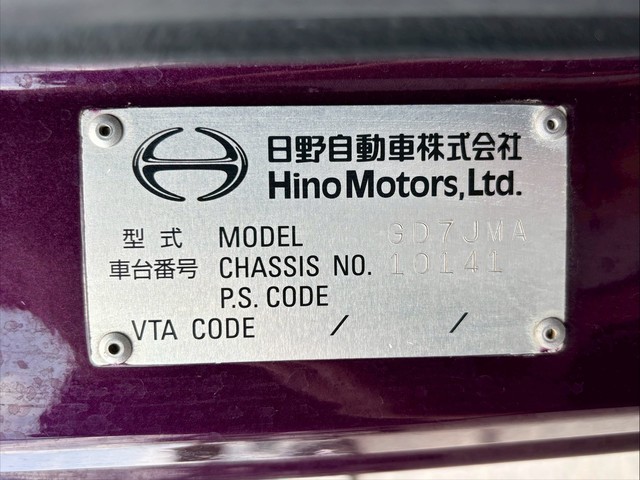 日野自動車株式会社
Hino Motors, Ltd.
型式 MODEL GD7JMA
車台番号 CHASSIS NO. 10141
P.S. CODE
VTA CODE / /